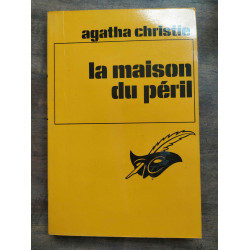 agatha christie
la maison
du péril